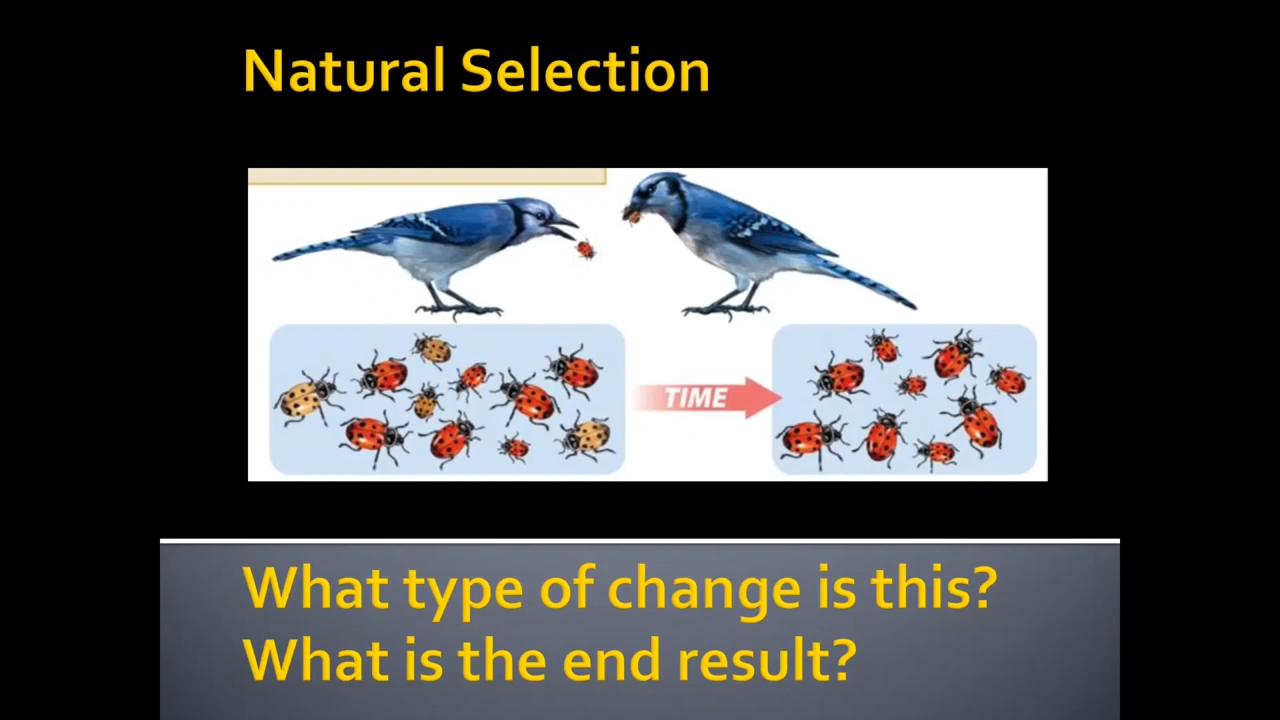 Natural Selection
TIME
What type of change is this?
What is the end result?